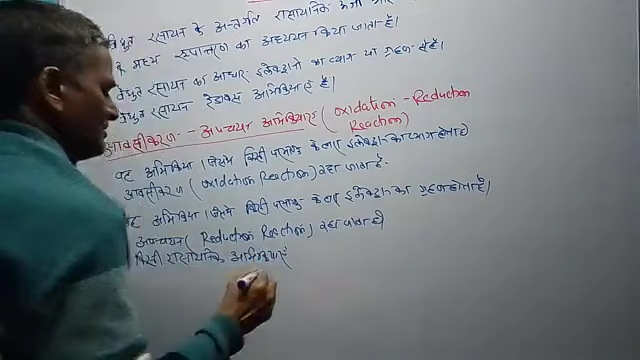 विद्युत रसायन के अन्तर्गत रासायनिक ऊर्जा और
के मध्य रूपान्तरण का अध्ययन किया जाता है।
विद्युत रसायन का आधार इलेक्ट्रानो का त्याग या ग्रहण से है।
विद्युत रसायन रेडाक्स अभिक्रियाएँ है।
आक्सीकरण - अपचयन अभिक्रियाएँ (Oxidation - Reduction
Reaction)
वह अभिक्रिया जिसमे किसी परमाणु के द्वारा इलेक्ट्रान का त्याग होता है
आक्सीकरण (Oxidation Reaction) कहा जाता है.
वह अभिक्रिया जिसमे किसी परमाणु के द्वारा इलेक्ट्रान का ग्रहण होता है।
अपचयन (Reduction Reaction) कहा जाता है
किसी रासायनिक अभिक्रियाएँ